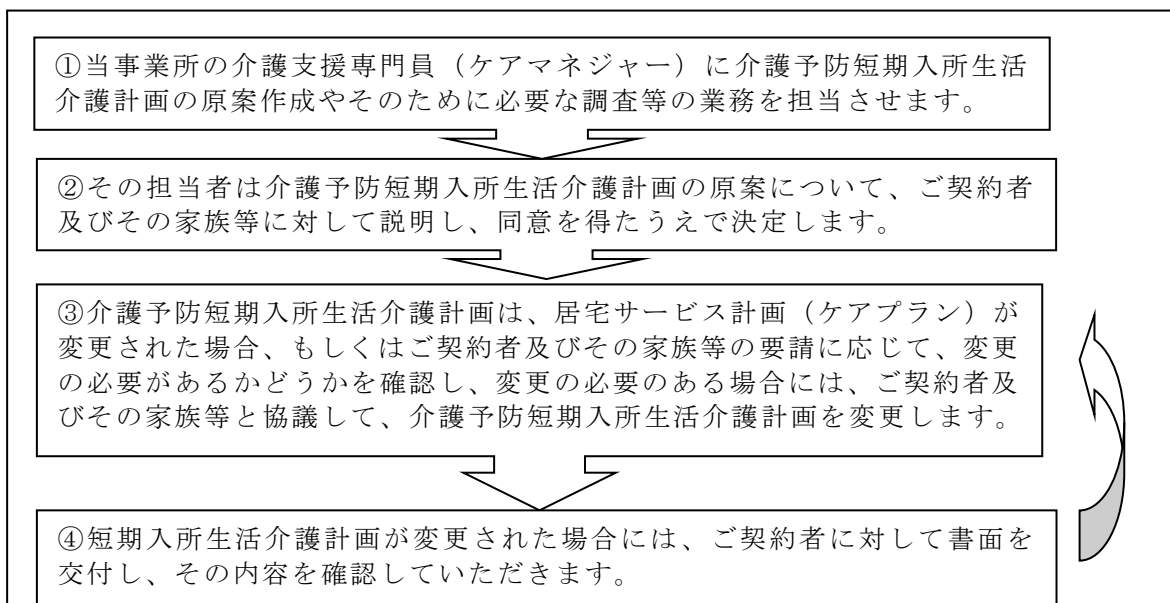 ①当事業所の介護支援専門員（ケアマネジャー）に介護予防短期入所生活
介護計画の原案作成やそのために必要な調査等の業務を担当させます。
②その担当者は介護予防短期入所生活介護計画の原案について、ご契約者
及びその家族等に対して説明し、同意を得たうえで決定します。
③介護予防短期入所生活介護計画は、居宅サービス計画（ケアプラン）が
変更された場合、もしくはご契約者及びその家族等の要請に応じて、変更
の必要があるかどうかを確認し、変更の必要のある場合には、ご契約者及
びその家族等と協議して、介護予防短期入所生活介護計画を変更します。
④短期入所生活介護計画が変更された場合には、ご契約者に対して書面を
交付し、その内容を確認していただきます。